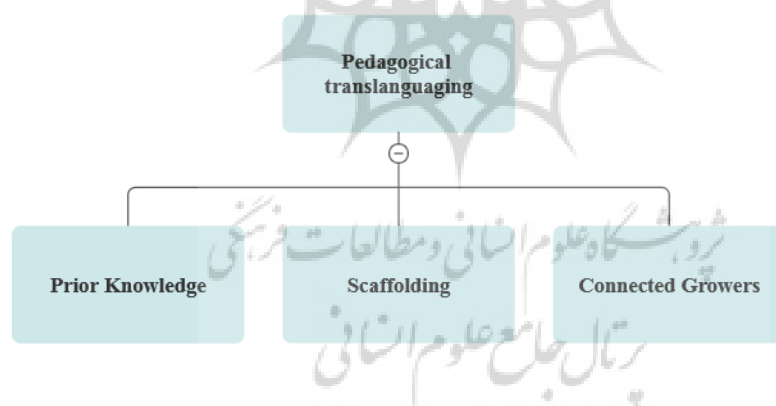 Pedagogical
translanguaging
Prior Knowledge
Scaffolding
Connected Growers
پژوهشگاه علوم انسانی و مطالعات فرهنگی
پرتال جامع علوم انسانی